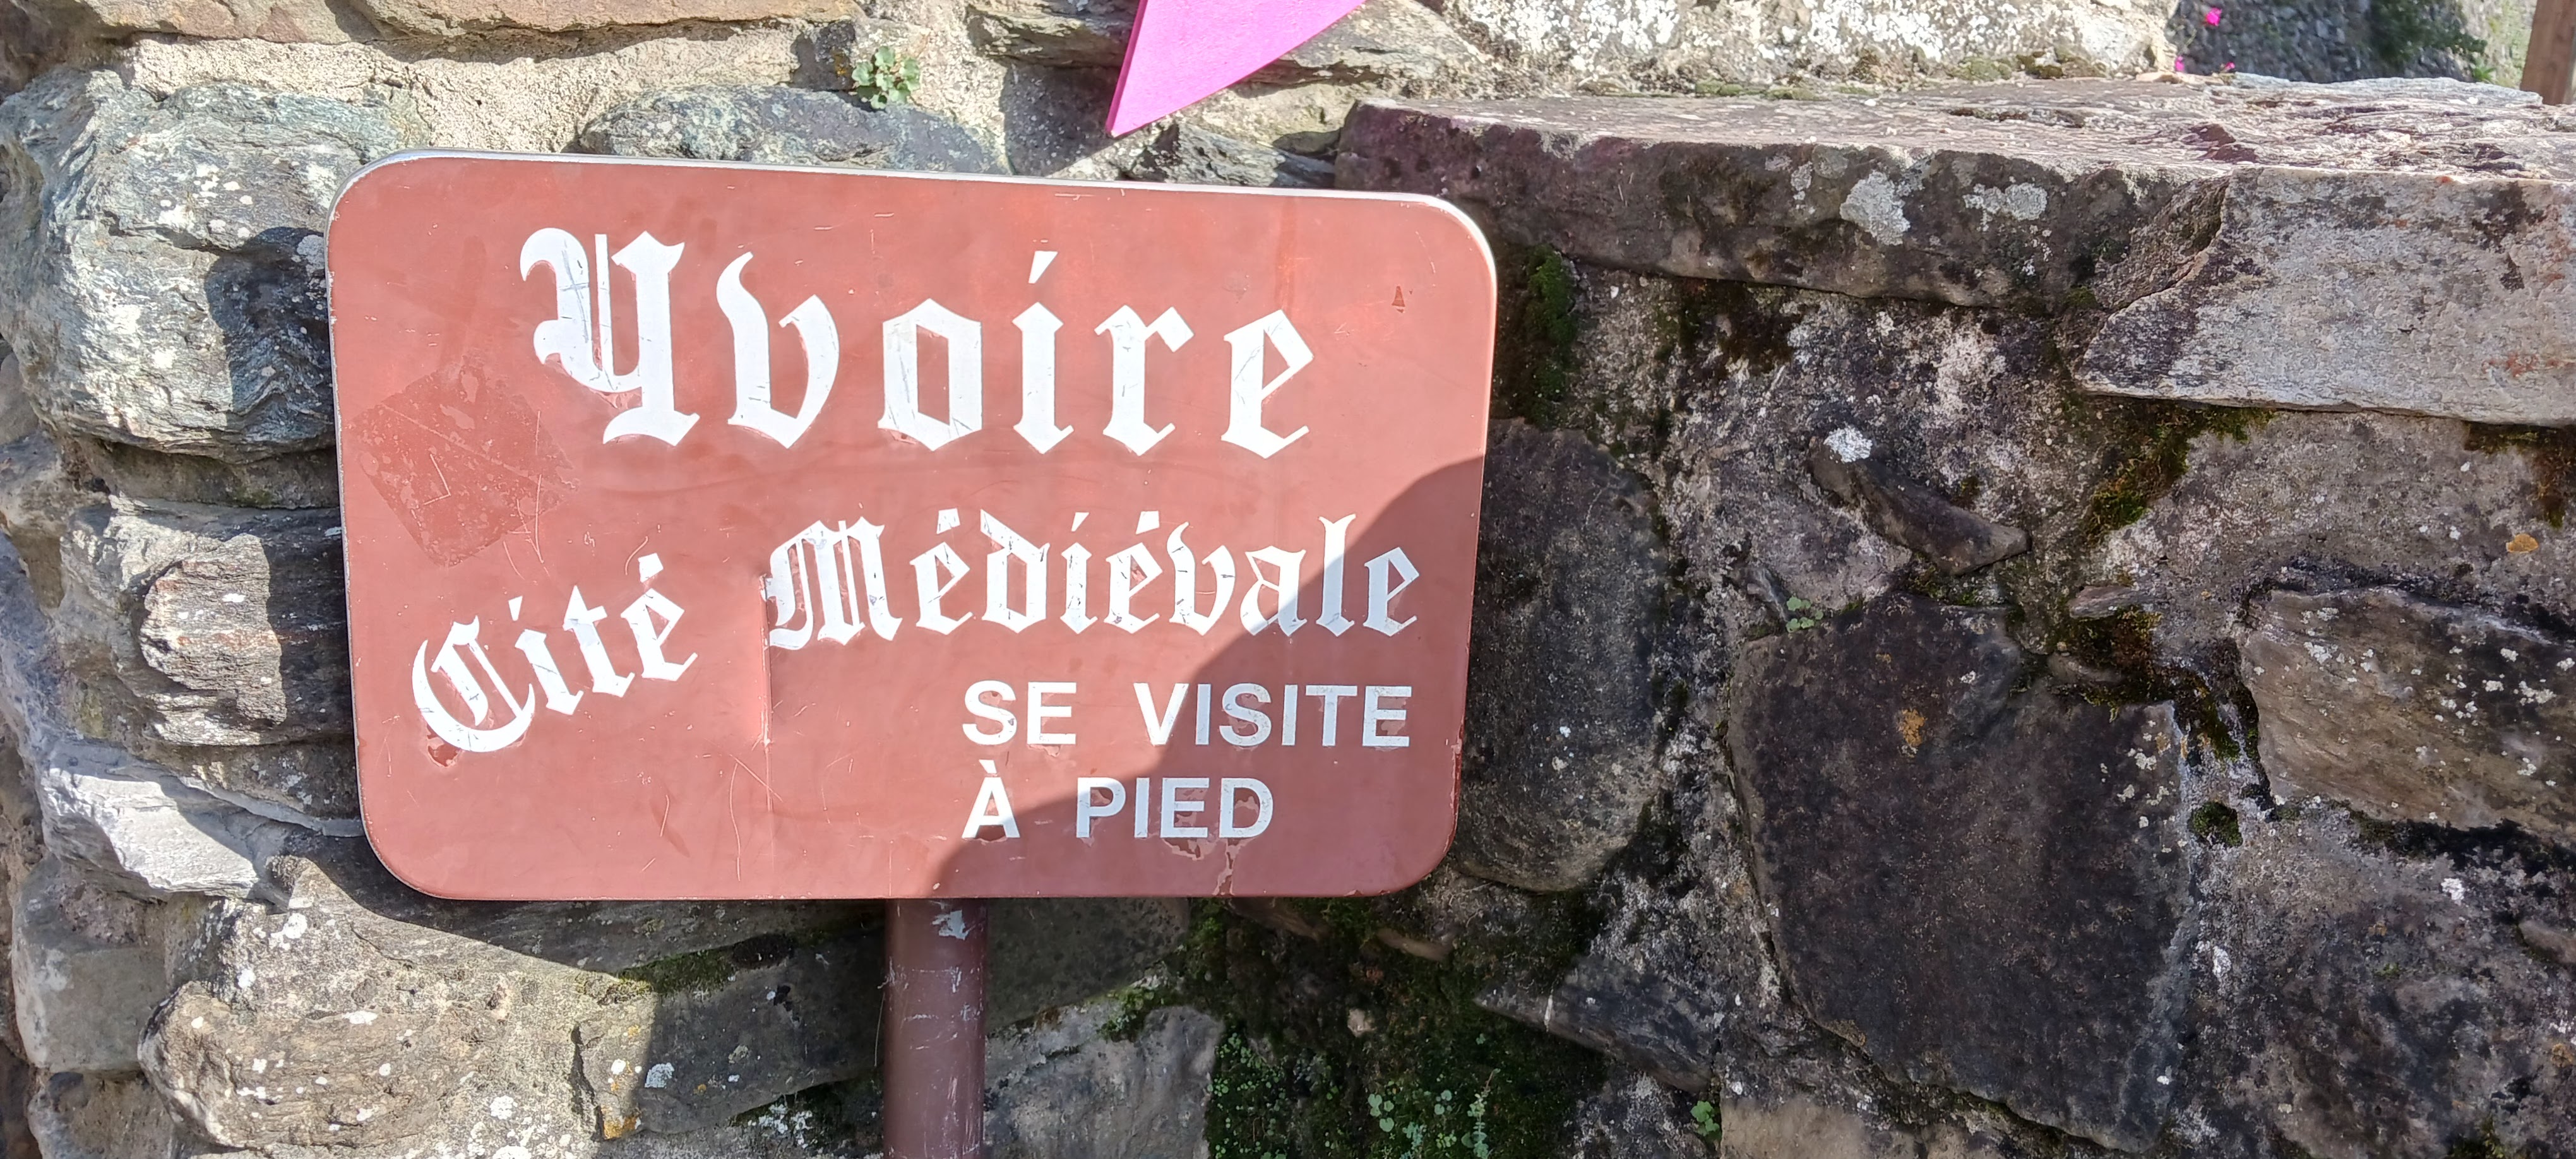 Yvoire
Cité Médiévale
SE VISITE
À PIED